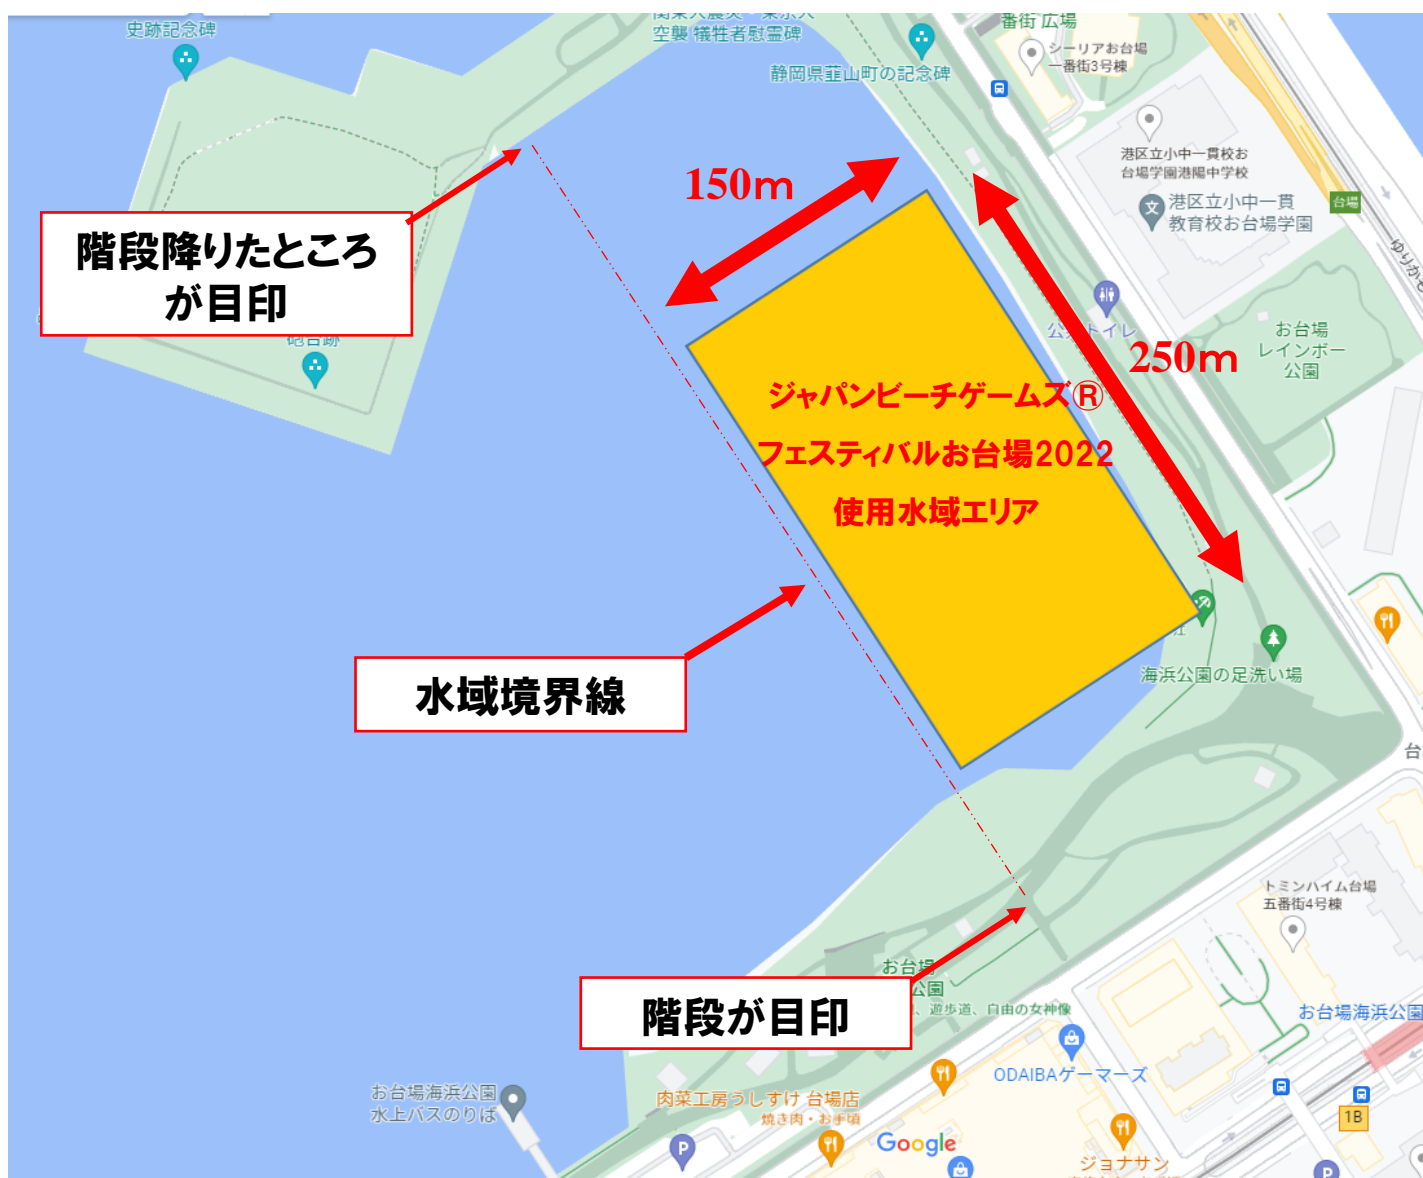 史跡記念碑
空襲 犠牲者慰霊碑
静岡県韮山町の記念碑
番街 広場
シーリアお台場
一番街3号棟
港区立小中一貫校お
台場学園港陽中学校
港区立小中一貫
教育校お台場学園
台場
ゆりかも
150m
階段降りたところ
が目印
砲台跡
250m
お台場
レインボー
公園
ジャパンビーチゲームズ®
フェスティバルお台場2022
使用水域エリア
水域境界線
海浜公園の足洗い場
台
トミンハイム台場
五番街4号棟
お台場
公園
階段が目印
、遊歩道、自由の女神像
お台場海浜公園
ODAIBAゲーマーズ
お台場海浜公園
水上バスのりば
肉菜工房うしすけ 台場店
焼き肉・お手頃
1B
Google
ジョナサン
P
P